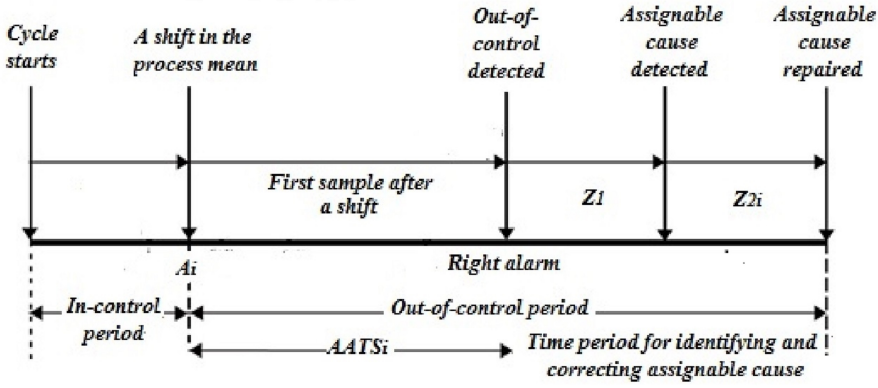 Cycle
starts
A shift in the
process mean
Out-of-
control
detected
Assignable
cause
detected
Assignable
cause
repaired
First sample after
a shift
Z1
Z2i
Ai
Right alarm
In-control
period
Out-of-control period
AATSi
Time period for identifying and
correcting assignable cause